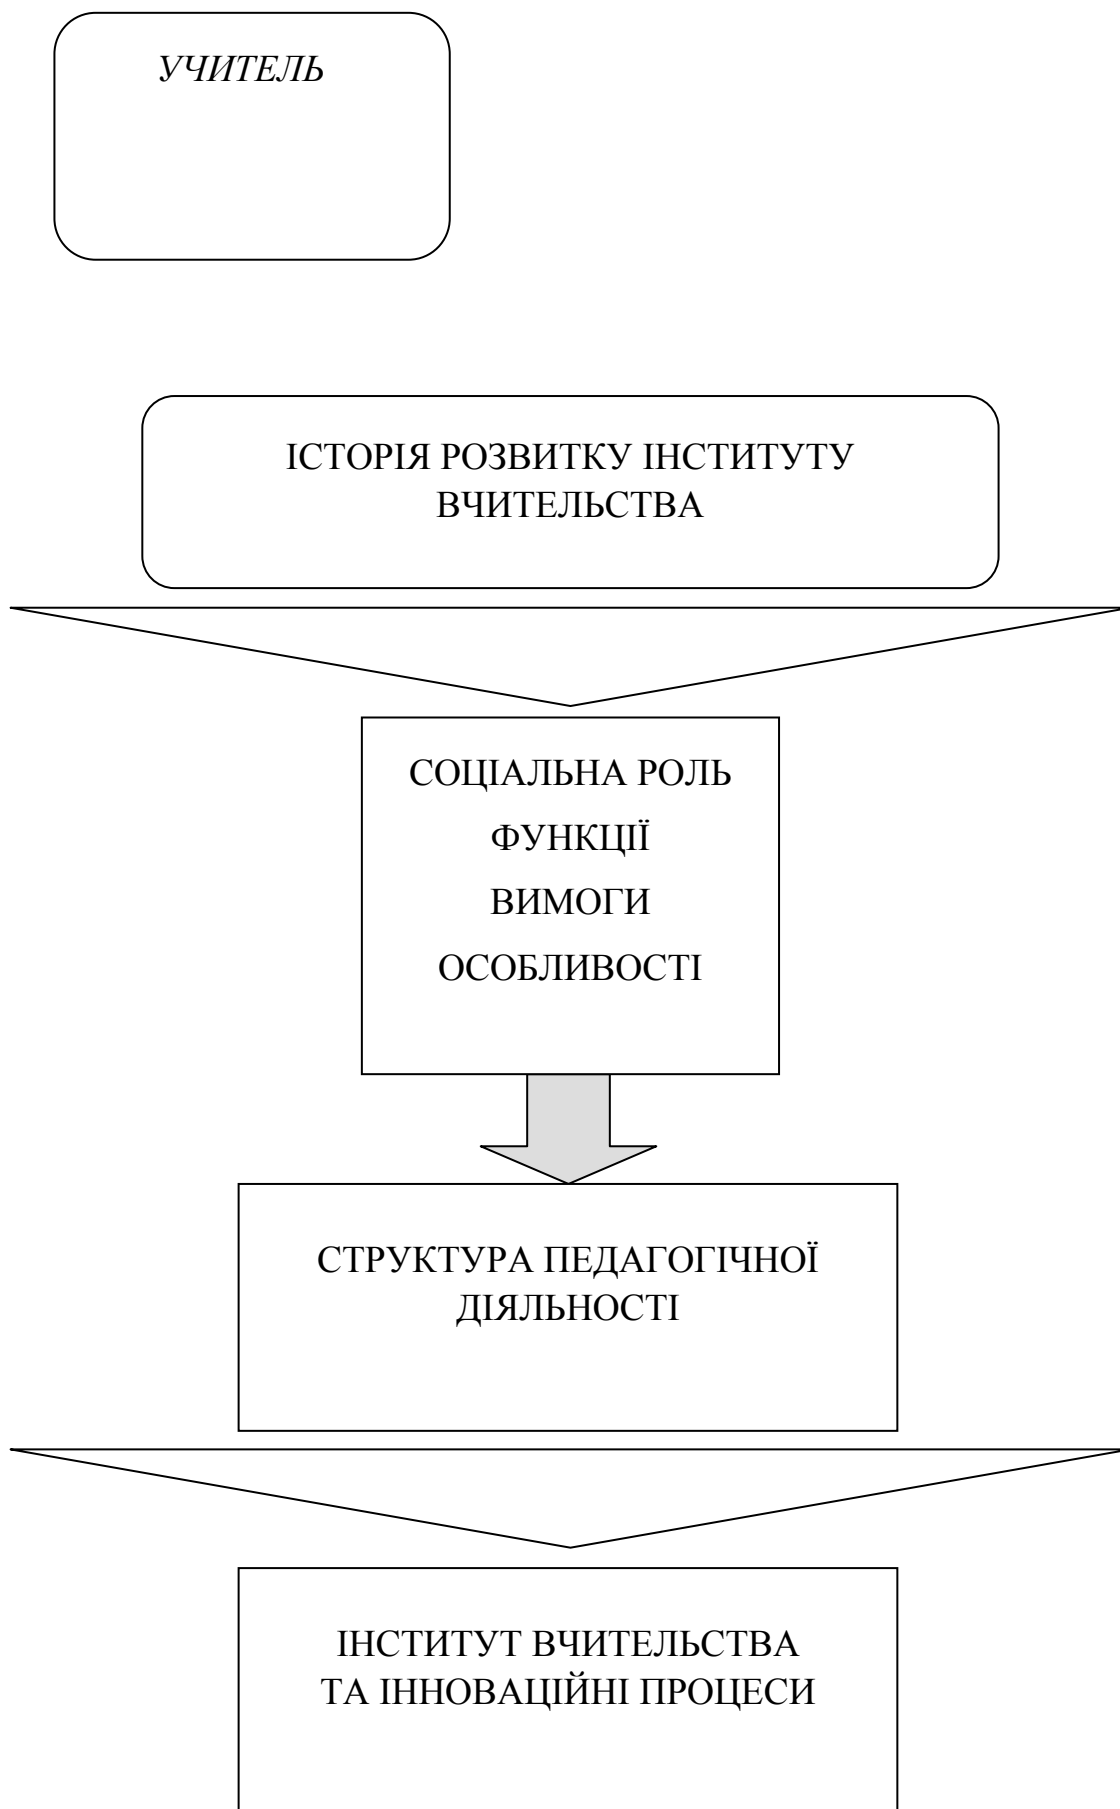 УЧИТЕЛЬ
ІСТОРІЯ РОЗВИТКУ ІНСТИТУТУ
ВЧИТЕЛЬСТВА
СОЦІАЛЬНА РОЛЬ
ФУНКЦІЇ
ВИМОГИ
ОСОБЛИВОСТІ
СТРУКТУРА ПЕДАГОГІЧНОЇ
ДІЯЛЬНОСТІ
ІНСТИТУТ ВЧИТЕЛЬСТВА
ТА ІННОВАЦІЙНІ ПРОЦЕСИ